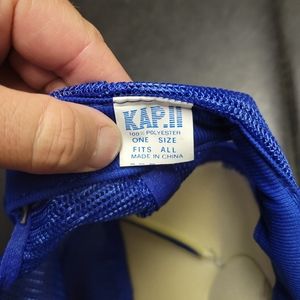 KAP.II
100% POLYESTER
ONE SIZE
FITS ALL
MADE IN CHINA